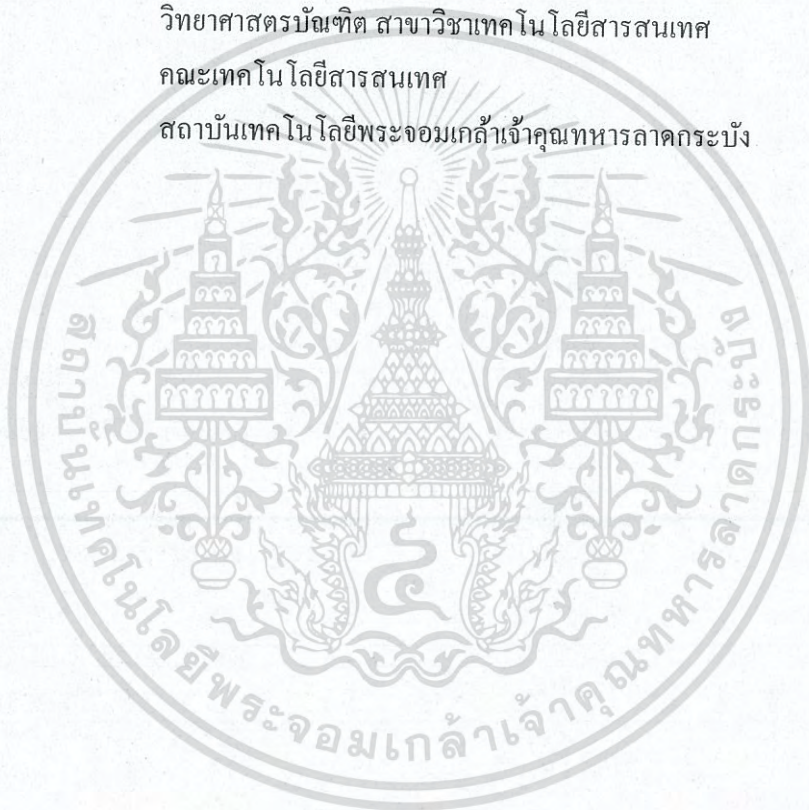 วิทยาศาสตรบัณฑิต สาขาวิชาเทคโนโลยีสารสนเทศ
คณะเทคโนโลยีสารสนเทศ
สถาบันเทคโนโลยีพระจอมเกล้าเจ้าคุณทหารลาดกระบัง
สถาบันเทคโนโลยีพระจอมเกล้าเจ้าคุณทหารลาดกระบัง
๔